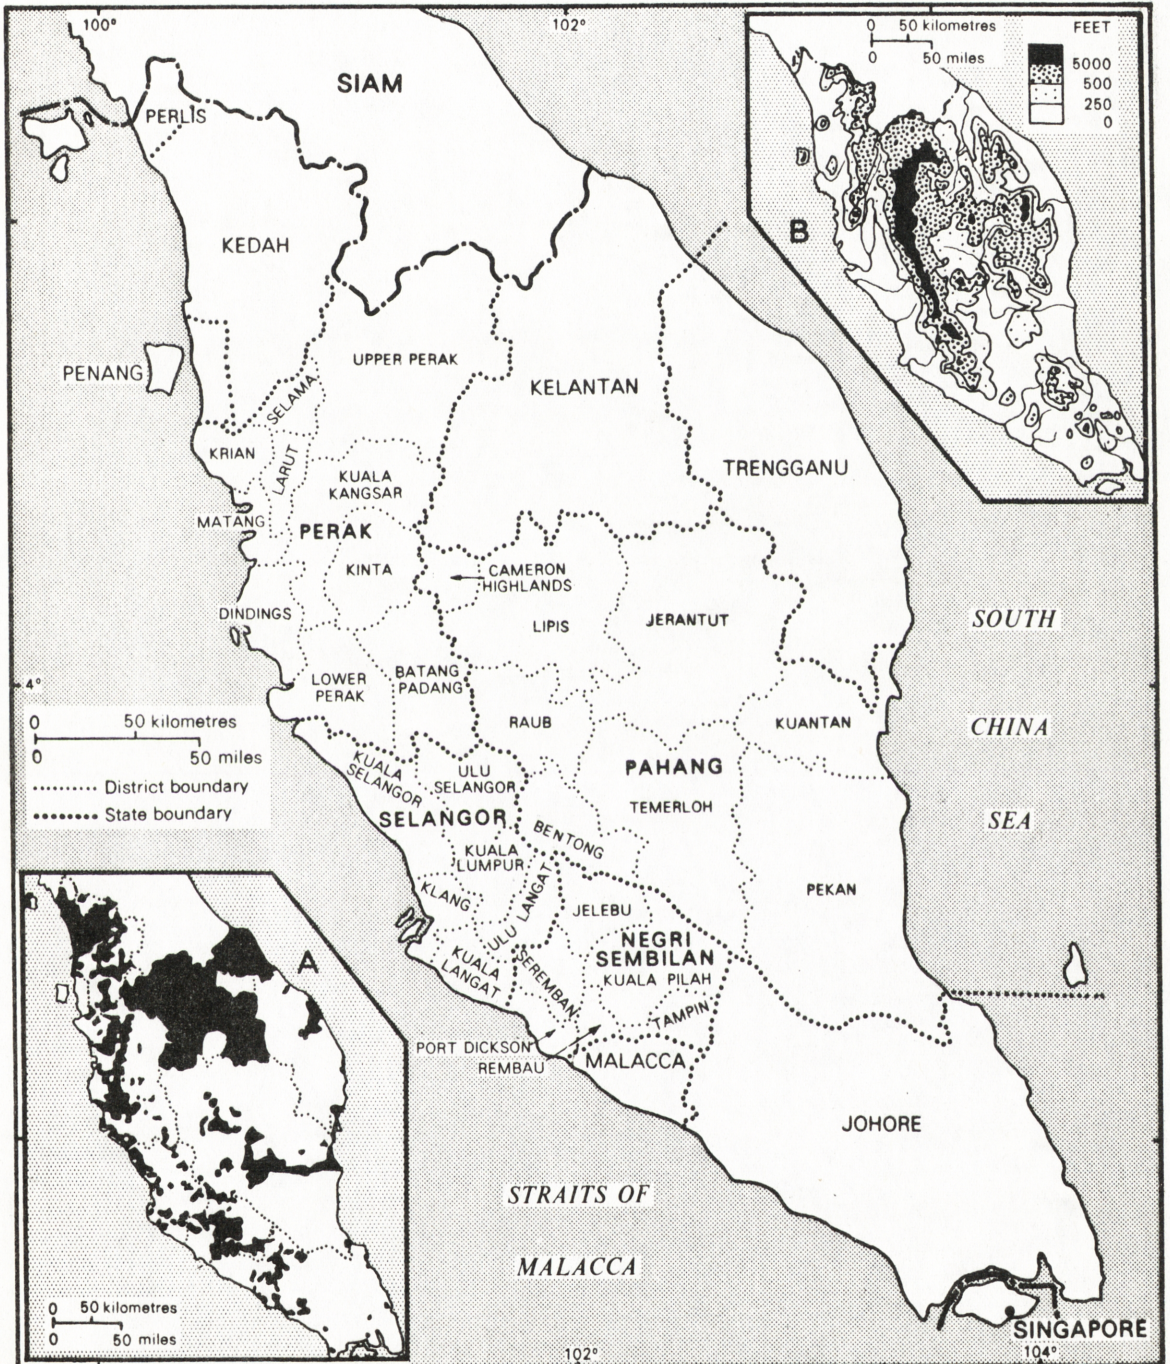 100°
102°
0 50 kilometres
0 50 miles
FEET
5000
500
250
0
B
SIAM
PERLIS
KEDAH
PENANG
UPPER PERAK
SELAMA
KELANTAN
TRENGGANU
KRIAN
LARUT
KUALA
KANGSAR
MATANG
PERAK
KINTA
CAMERON
HIGHLANDS
DINDINGS
LIPIS
JERANTUT
SOUTH
CHINA
SEA
4°
LOWER
PERAK
BATANG
PADANG
RAUB
KUANTAN
0 50 kilometres
0 50 miles
District boundary
State boundary
KUALA
SELANGOR
ULU
SELANGOR
PAHANG
TEMERLOH
SELANGOR
BENTONG
KUALA
LUMPUR
KLANG
ULU LANGAT
JELEBU
PEKAN
NEGRI
SEMBILAN
KUALA PILAH
KUALA
LANGAT
SEREMBAN
TAMPIN
PORT DICKSON
REMBAU
MALACCA
JOHORE
A
0 50 kilometres
0 50 miles
STRAITS OF
MALACCA
SINGAPORE
102°
104°